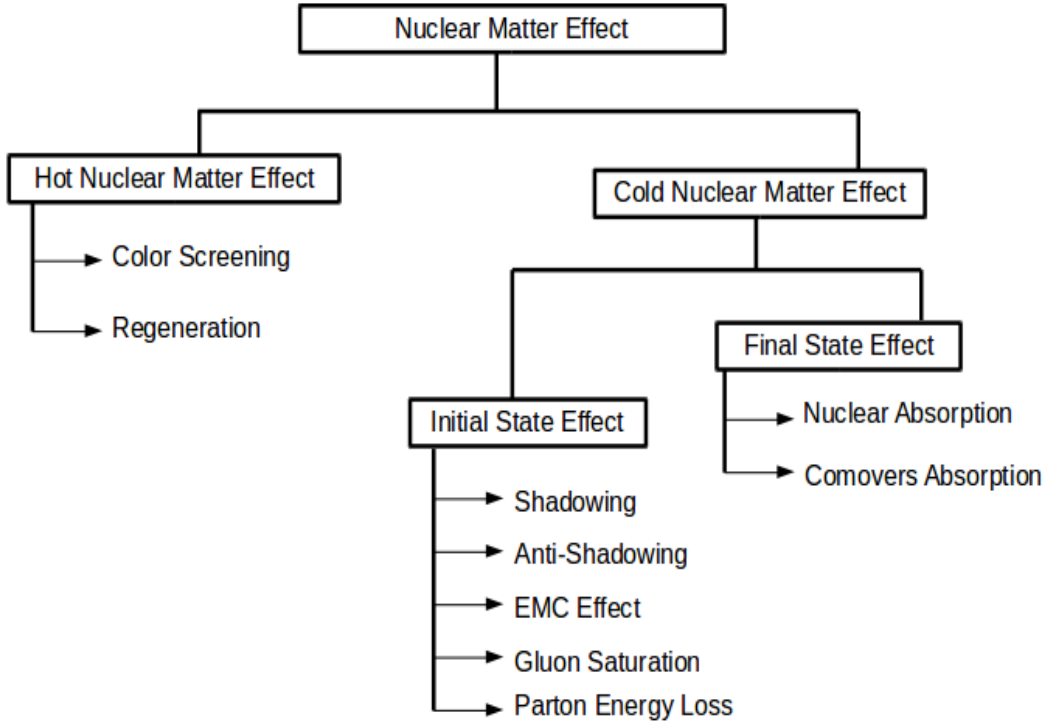 Nuclear Matter Effect
Hot Nuclear Matter Effect
Color Screening
Regeneration
Cold Nuclear Matter Effect
Initial State Effect
Shadowing
Anti-Shadowing
EMC Effect
Gluon Saturation
Parton Energy Loss
Final State Effect
Nuclear Absorption
Comovers Absorption